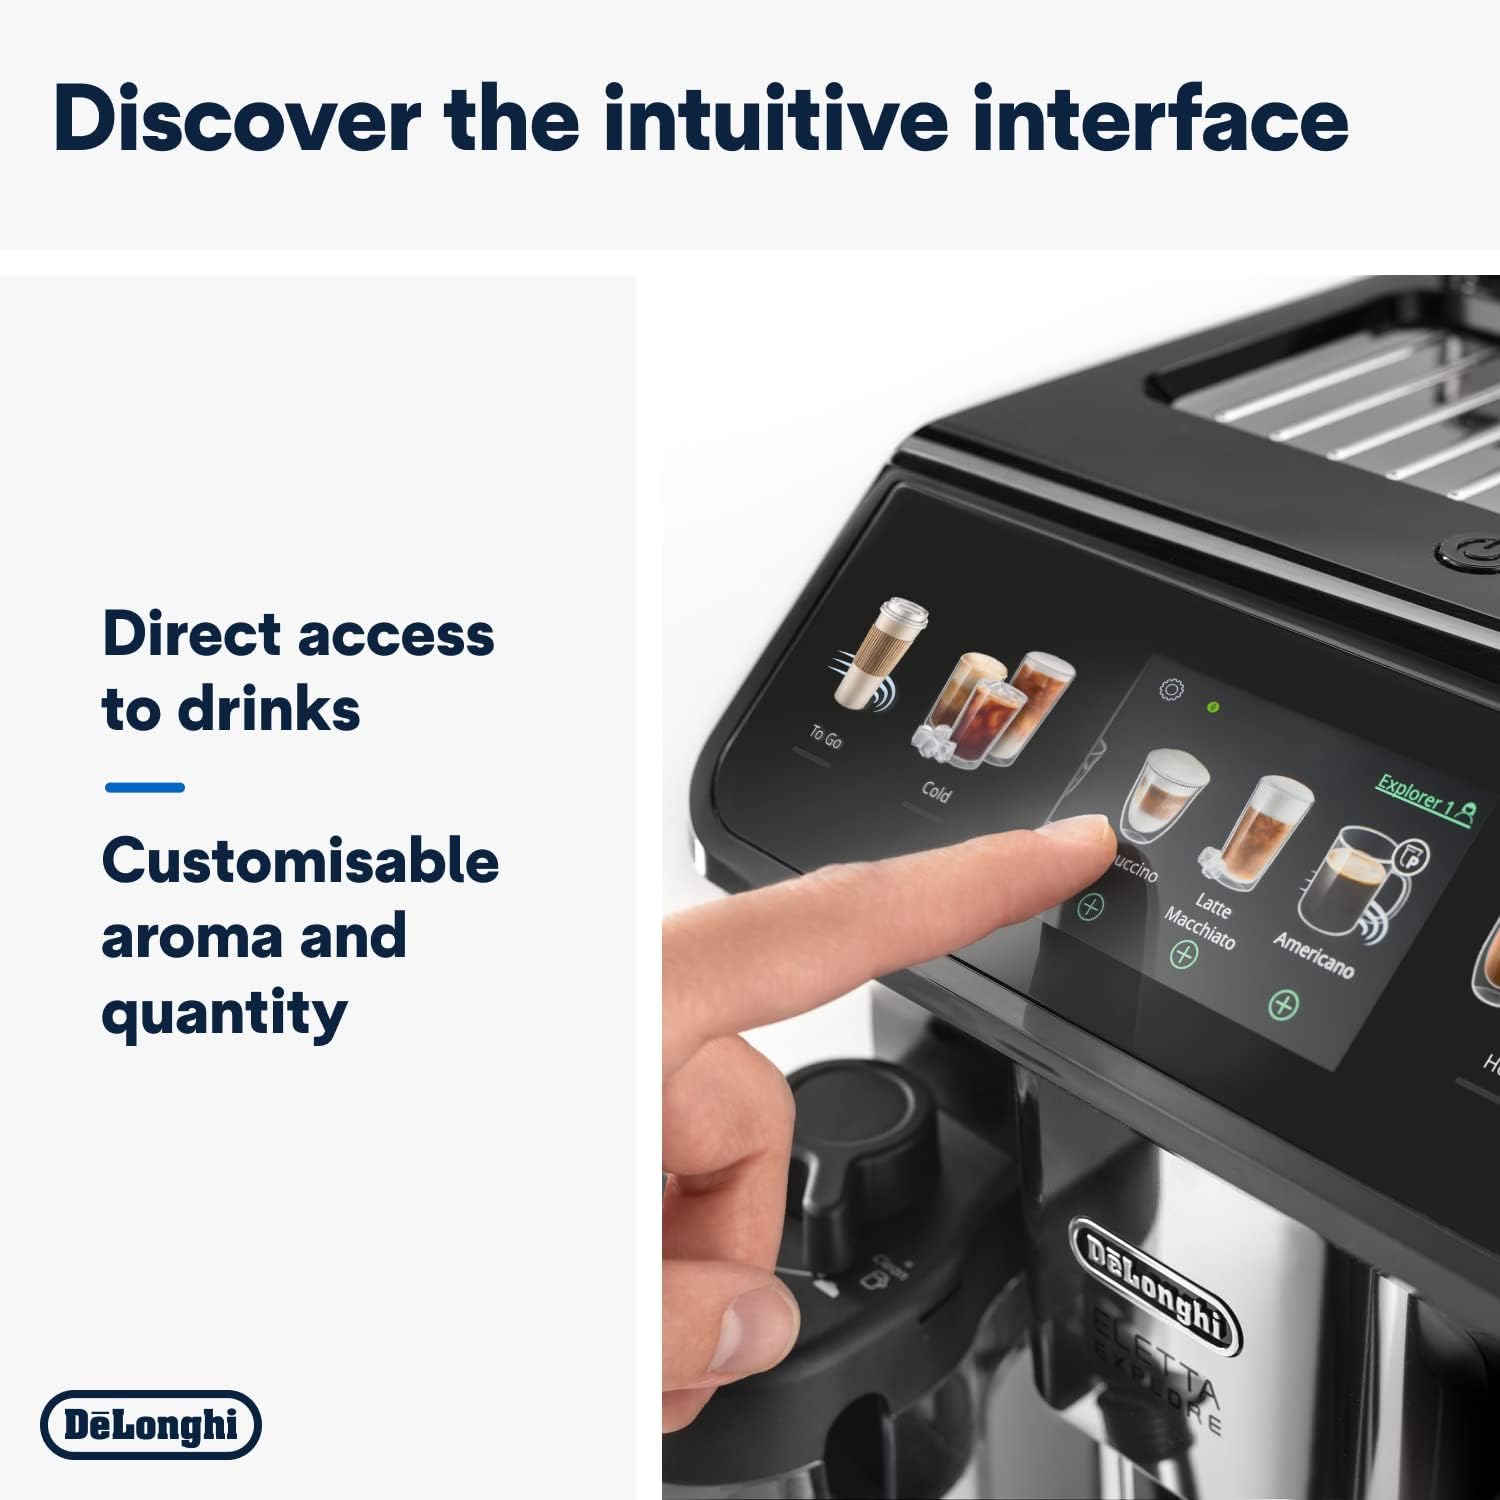 Discover the intuitive interface
Direct access
to drinks
Customisable
aroma and
quantity
DēLonghi
To Go
Cold
Explorer 1
uccino
Latte
Macchiato
Americano
P
Clean
DēLonghi
ELETTA
EXPLORE